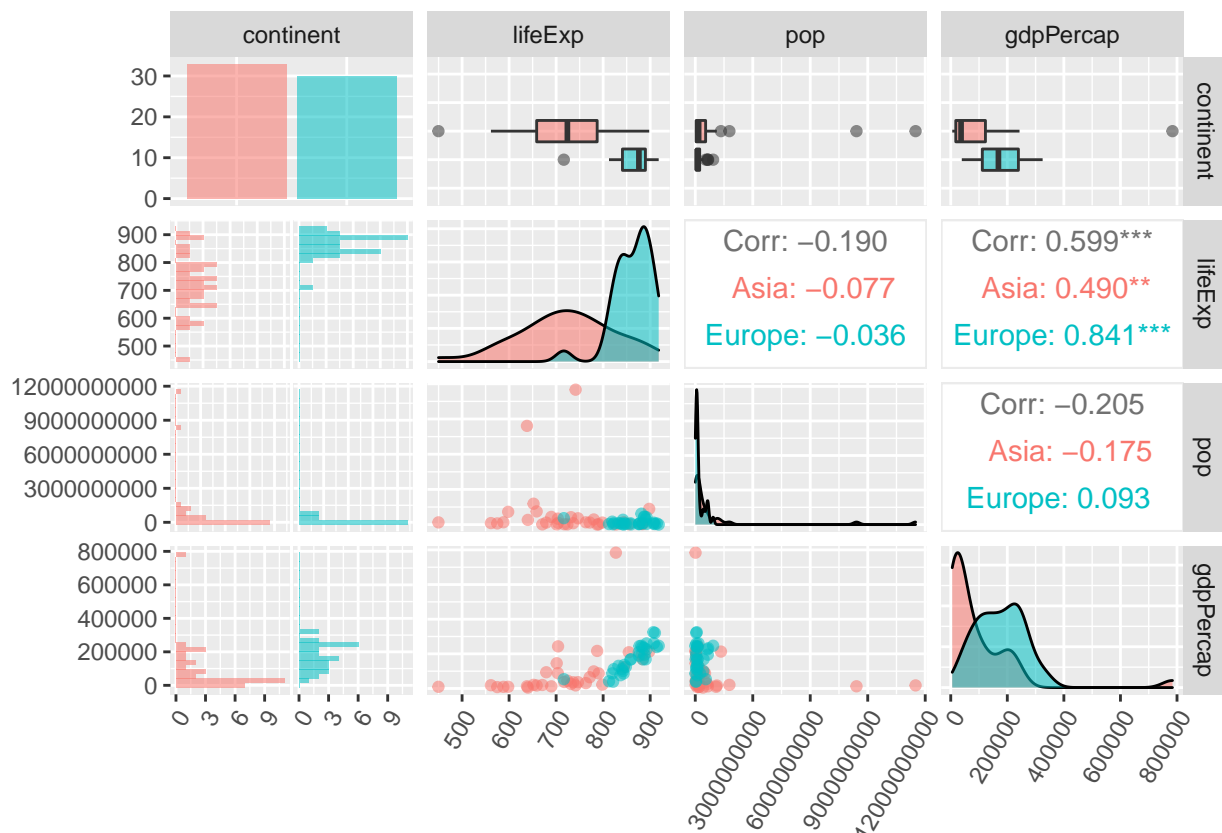 continent
lifeExp
pop
gdpPercap
30
20
10
0
continent
900
800
700
600
500
Corr: −0.190
Asia: −0.077
Europe: −0.036
Corr: 0.599***
Asia: 0.490**
Europe: 0.841***
lifeExp
12000000000
9000000000
6000000000
3000000000
0
Corr: −0.205
Asia: −0.175
Europe: 0.093
pop
800000
600000
400000
200000
0
gdpPercap
0 3 6 9 0 3 6 9
500 600 700 800 900
0 3000000000 6000000000 9000000000 12000000000
0 200000 400000 600000 800000